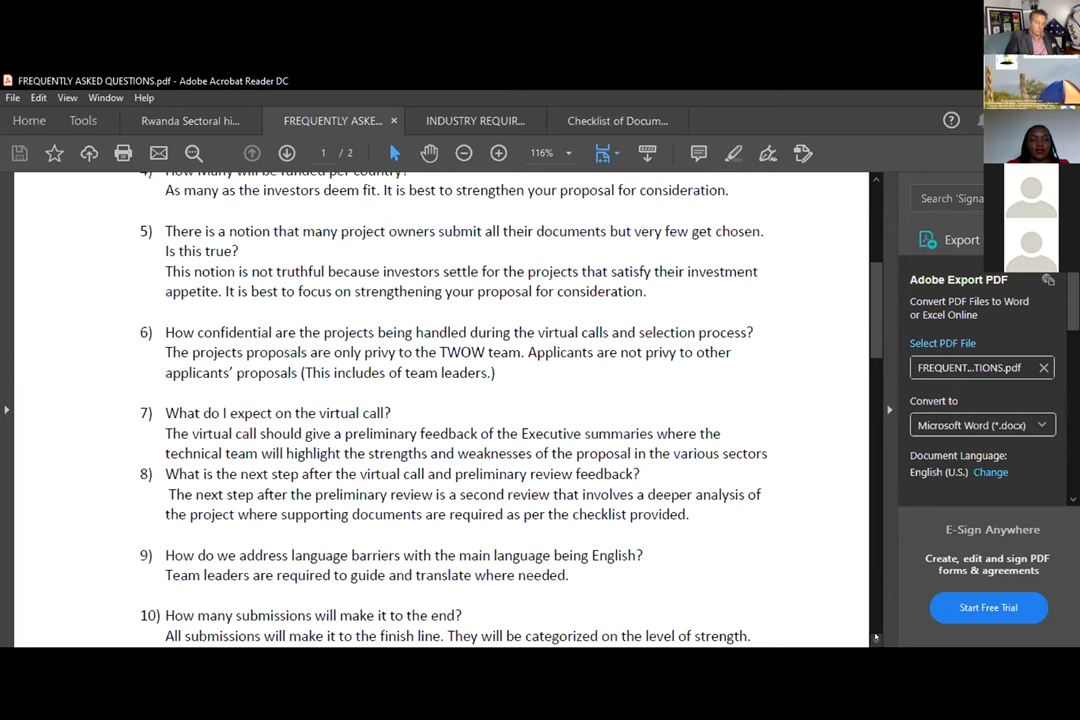 FREQUENTLY ASKED QUESTIONS.pdf - Adobe Acrobat Reader DC
File Edit View Window Help
Home Tools Rwanda Sectoral hi... FREQUENTLY ASKE... × INDUSTRY REQUIR... Checklist of Docum...
1 / 2 116%
4) How Many will be funded per country?
As many as the investors deem fit. It is best to strengthen your proposal for consideration.
5) There is a notion that many project owners submit all their documents but very few get chosen.
Is this true?
This notion is not truthful because investors settle for the projects that satisfy their investment
appetite. It is best to focus on strengthening your proposal for consideration.
6) How confidential are the projects being handled during the virtual calls and selection process?
The projects proposals are only privy to the TWOW team. Applicants are not privy to other
applicants’ proposals (This includes of team leaders.)
7) What do I expect on the virtual call?
The virtual call should give a preliminary feedback of the Executive summaries where the
technical team will highlight the strengths and weaknesses of the proposal in the various sectors
8) What is the next step after the virtual call and preliminary review feedback?
The next step after the preliminary review is a second review that involves a deeper analysis of
the project where supporting documents are required as per the checklist provided.
9) How do we address language barriers with the main language being English?
Team leaders are required to guide and translate where needed.
10) How many submissions will make it to the end?
All submissions will make it to the finish line. They will be categorized on the level of strength.
Search 'Signa
Export
Adobe Export PDF
Convert PDF Files to Word
or Excel Online
Select PDF File
FREQUENT...TIONS.pdf
Convert to
Microsoft Word (*.docx)
Document Language:
English (U.S.) Change
E-Sign Anywhere
Create, edit and sign PDF
forms & agreements
Start Free Trial